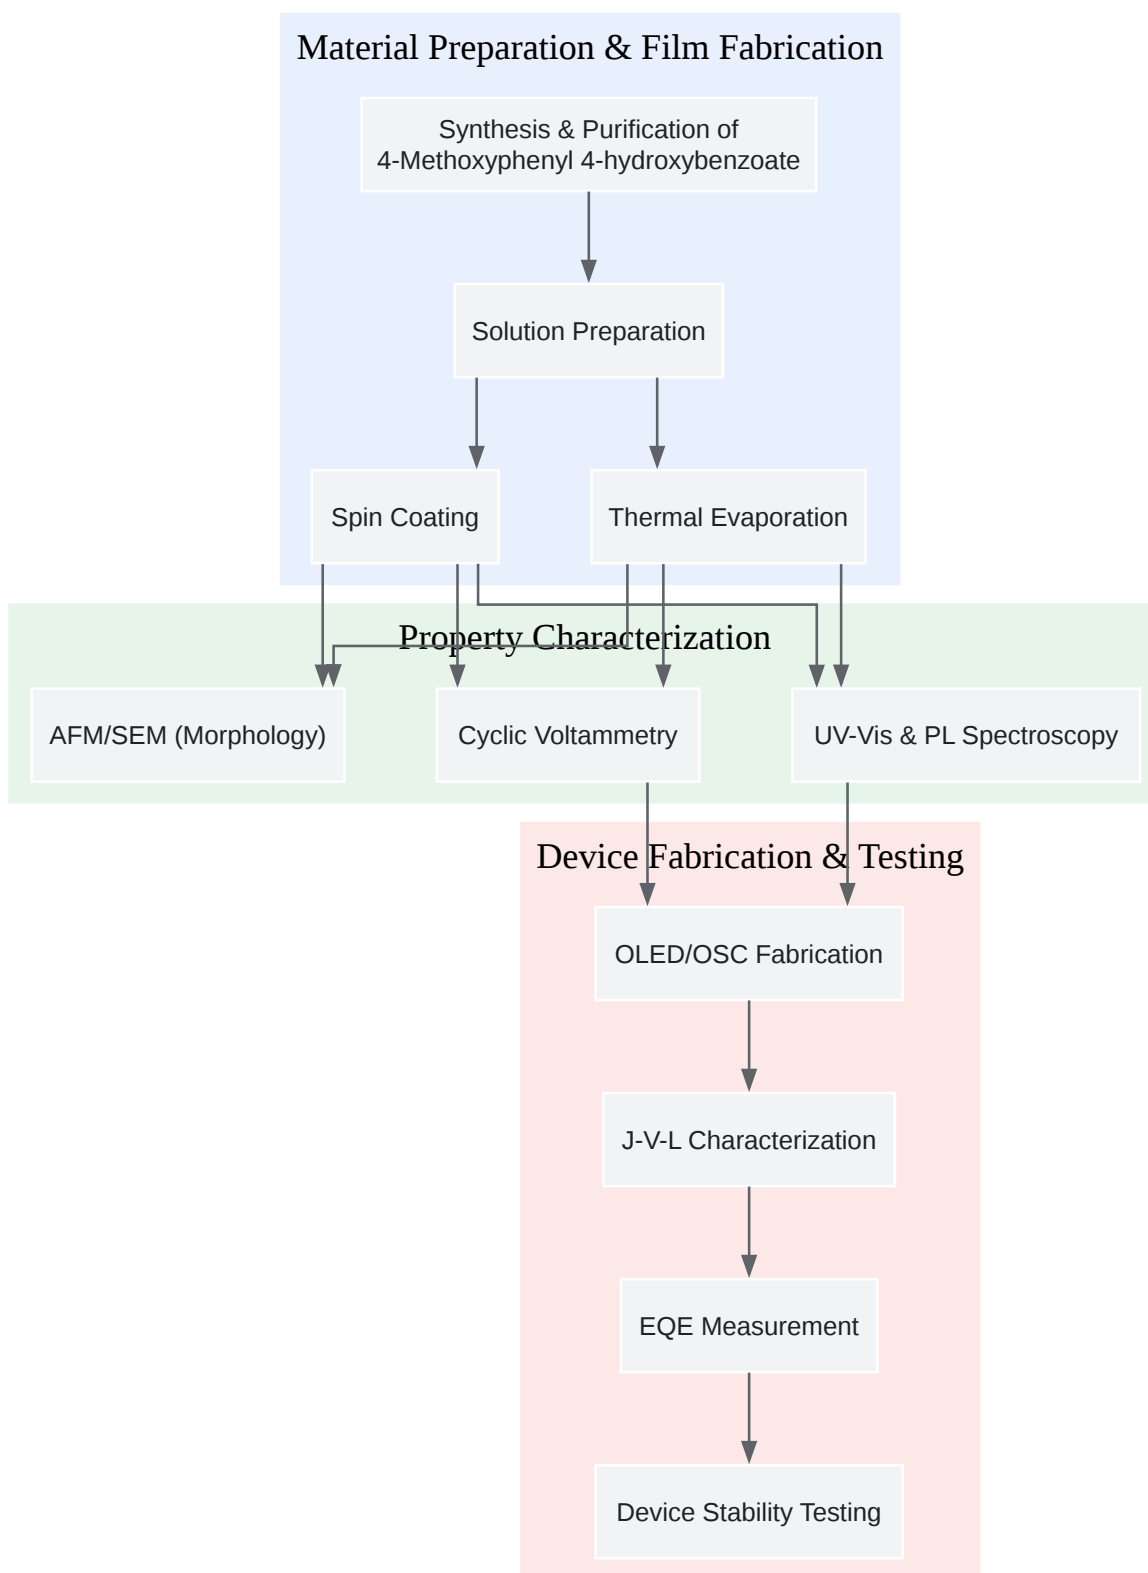 Material Preparation & Film Fabrication
Synthesis & Purification of
4-Methoxyphenyl 4-hydroxybenzoate
Solution Preparation
Spin Coating
Thermal Evaporation
Property Characterization
AFM/SEM (Morphology)
Cyclic Voltammetry
UV-Vis & PL Spectroscopy
Device Fabrication & Testing
OLED/OSC Fabrication
J-V-L Characterization
EQE Measurement
Device Stability Testing